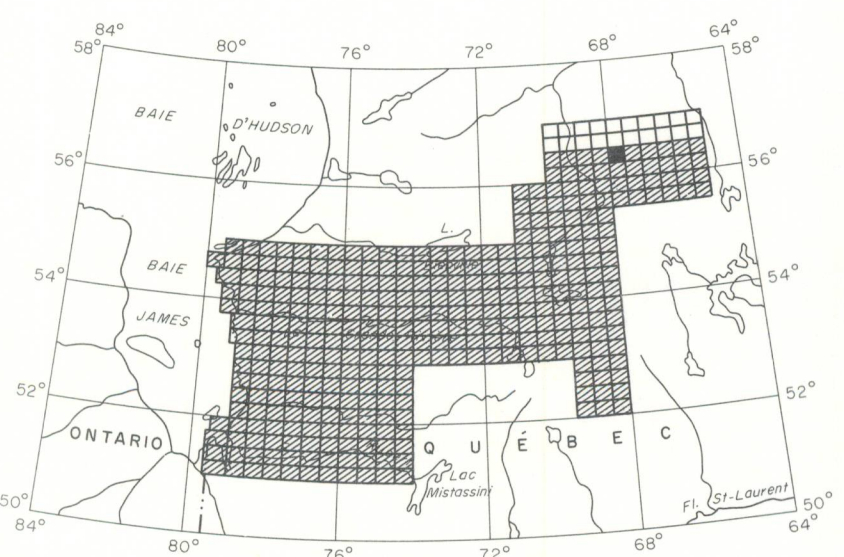 84° 80° 76° 72° 68° 64°
58° 58°
BAIE D'HUDSON
56° 56°
L.
BAIE
54° 54°
JAMES
52° 52°
ONTARIO QUÉBEC
Lac
Mistassini
Fl. St-Laurent
50° 50°
84° 80° 76° 72° 68° 64°